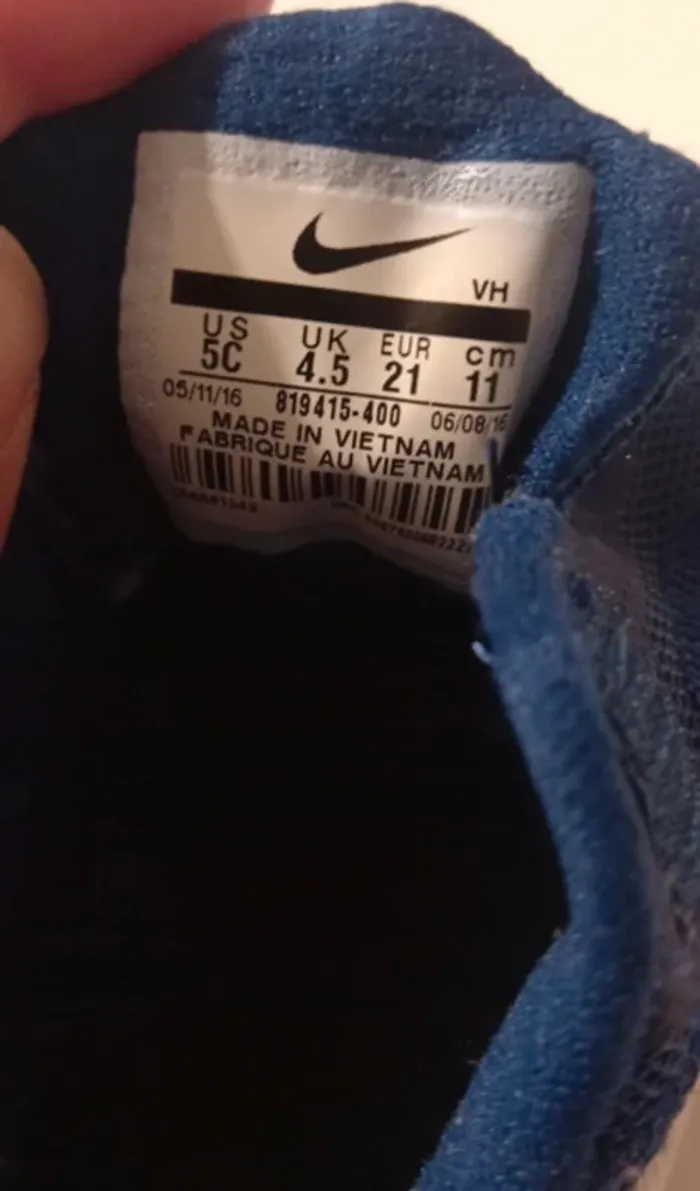 VH
US UK EUR cm
5C 4.5 21 11
05/11/16 819415-400 06/08/16
MADE IN VIETNAM
FABRIQUE AU VIETNAM